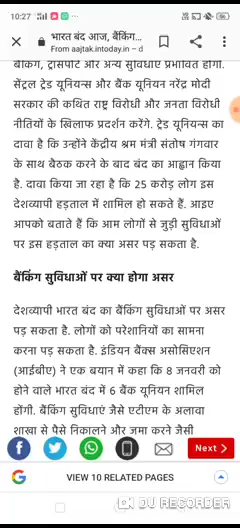 10:27
भारत बंद आज, बैंकिंग...
From aajtak.intoday.in – d
बैंकिंग, ट्रांसपोर्ट और अन्य सुविधाएं प्रभावित होंगी.
सेंट्रल ट्रेड यूनियन्स और बैंक यूनियन नरेंद्र मोदी
सरकार की कथित राष्ट्र विरोधी और जनता विरोधी
नीतियों के खिलाफ प्रदर्शन करेंगे. ट्रेड यूनियन्स का
दावा है कि उन्होंने केंद्रीय श्रम मंत्री संतोष गंगवार
के साथ बैठक करने के बाद बंद का आह्वान किया
है. दावा किया जा रहा है कि 25 करोड़ लोग इस
देशव्यापी हड़ताल में शामिल हो सकते हैं. आइए
आपको बताते हैं कि आम लोगों से जुड़ी सुविधाओं
पर इस हड़ताल का क्या असर पड़ सकता है.
बैंकिंग सुविधाओं पर क्या होगा असर
देशव्यापी भारत बंद का बैंकिंग सुविधाओं पर असर
पड़ सकता है. लोगों को परेशानियों का सामना
करना पड़ सकता है. इंडियन बैंक्स असोसिएशन
(आईबीए) ने एक बयान में कहा कि 8 जनवरी को
होने वाले भारत बंद में 6 बैंक यूनियन शामिल
होंगी. बैंकिंग सुविधाएं जैसे एटीएम के अलावा
शाखा से पैसे निकालने और जमा करने जैसी
Next >
VIEW 10 RELATED PAGES
DU RECORDER